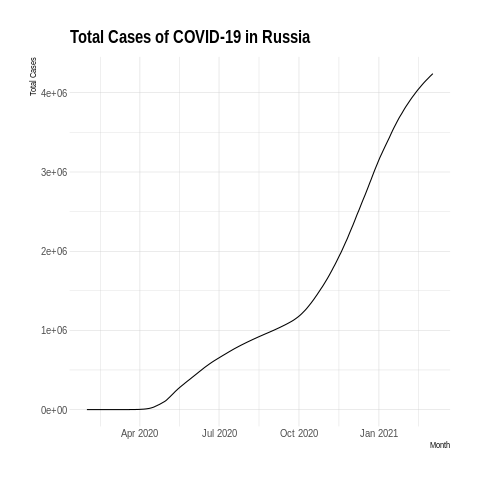 Total Cases of COVID-19 in Russia
Total Cases
4e+06
3e+06
2e+06
1e+06
0e+00
Apr 2020
Jul 2020
Oct 2020
Jan 2021
Month